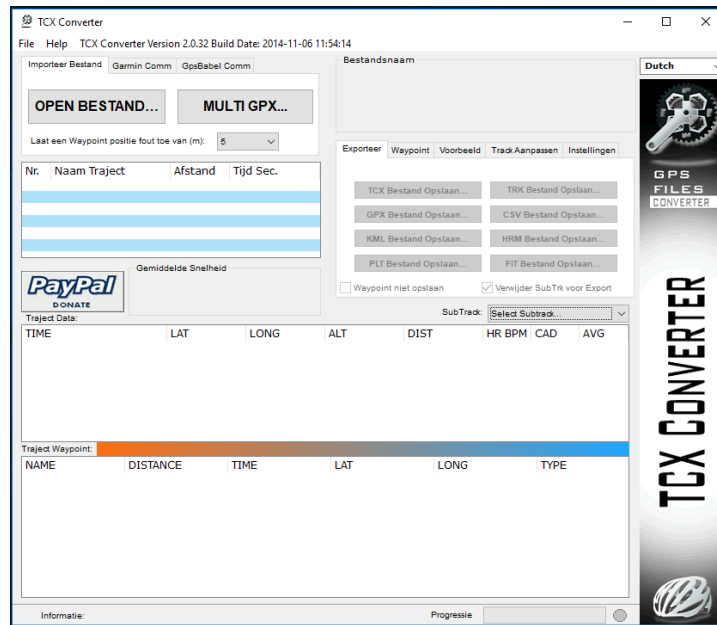 TCX Converter
File Help TCX Converter Version 2.0.32 Build Date: 2014-11-06 11:54:14
Importeer Bestand Garmin Comm GpsBabel Comm
OPEN BESTAND... MULTI GPX...
Laat een Waypoint positie fout toe van (m): 5
Bestandsnaam
Dutch
Exporteer Waypoint Voorbeeld Track Aanpassen Instellingen
TCX Bestand Opslaan... TRK Bestand Opslaan...
GPX Bestand Opslaan... CSV Bestand Opslaan...
KML Bestand Opslaan... HRM Bestand Opslaan...
PLT Bestand Opslaan... FIT Bestand Opslaan...
Waypoint niet opslaan Verwijder SubTrk voor Export
Nr. Naam Traject Afstand Tijd Sec.
PayPal
DONATE
Gemiddelde Snelheid
SubTrack: Select Subtrack...
Traject Data:
TIME LAT LONG ALT DIST HR BPM CAD AVG
Traject Waypoint:
NAME DISTANCE TIME LAT LONG TYPE
Informatie: Progressie
GPS
FILES
CONVERTER
TCX CONVERTER